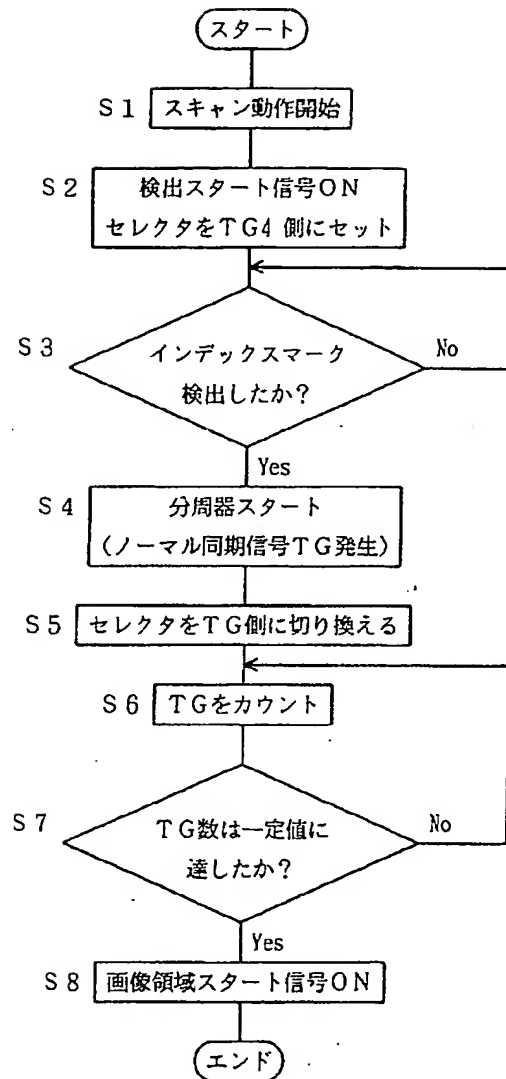 スタート
S1 スキャン動作開始
S2 検出スタート信号ON
セレクタをTG4 側にセット
S3 インデックスマーク No
検出したか?
Yes
S4 分周器スタート
(ノーマル同期信号TG発生)
S5 セレクタをTG側に切り換える
S6 TGをカウント
S7 TG数は一定値に No
達したか?
Yes
S8 画像領域スタート信号ON
エンド